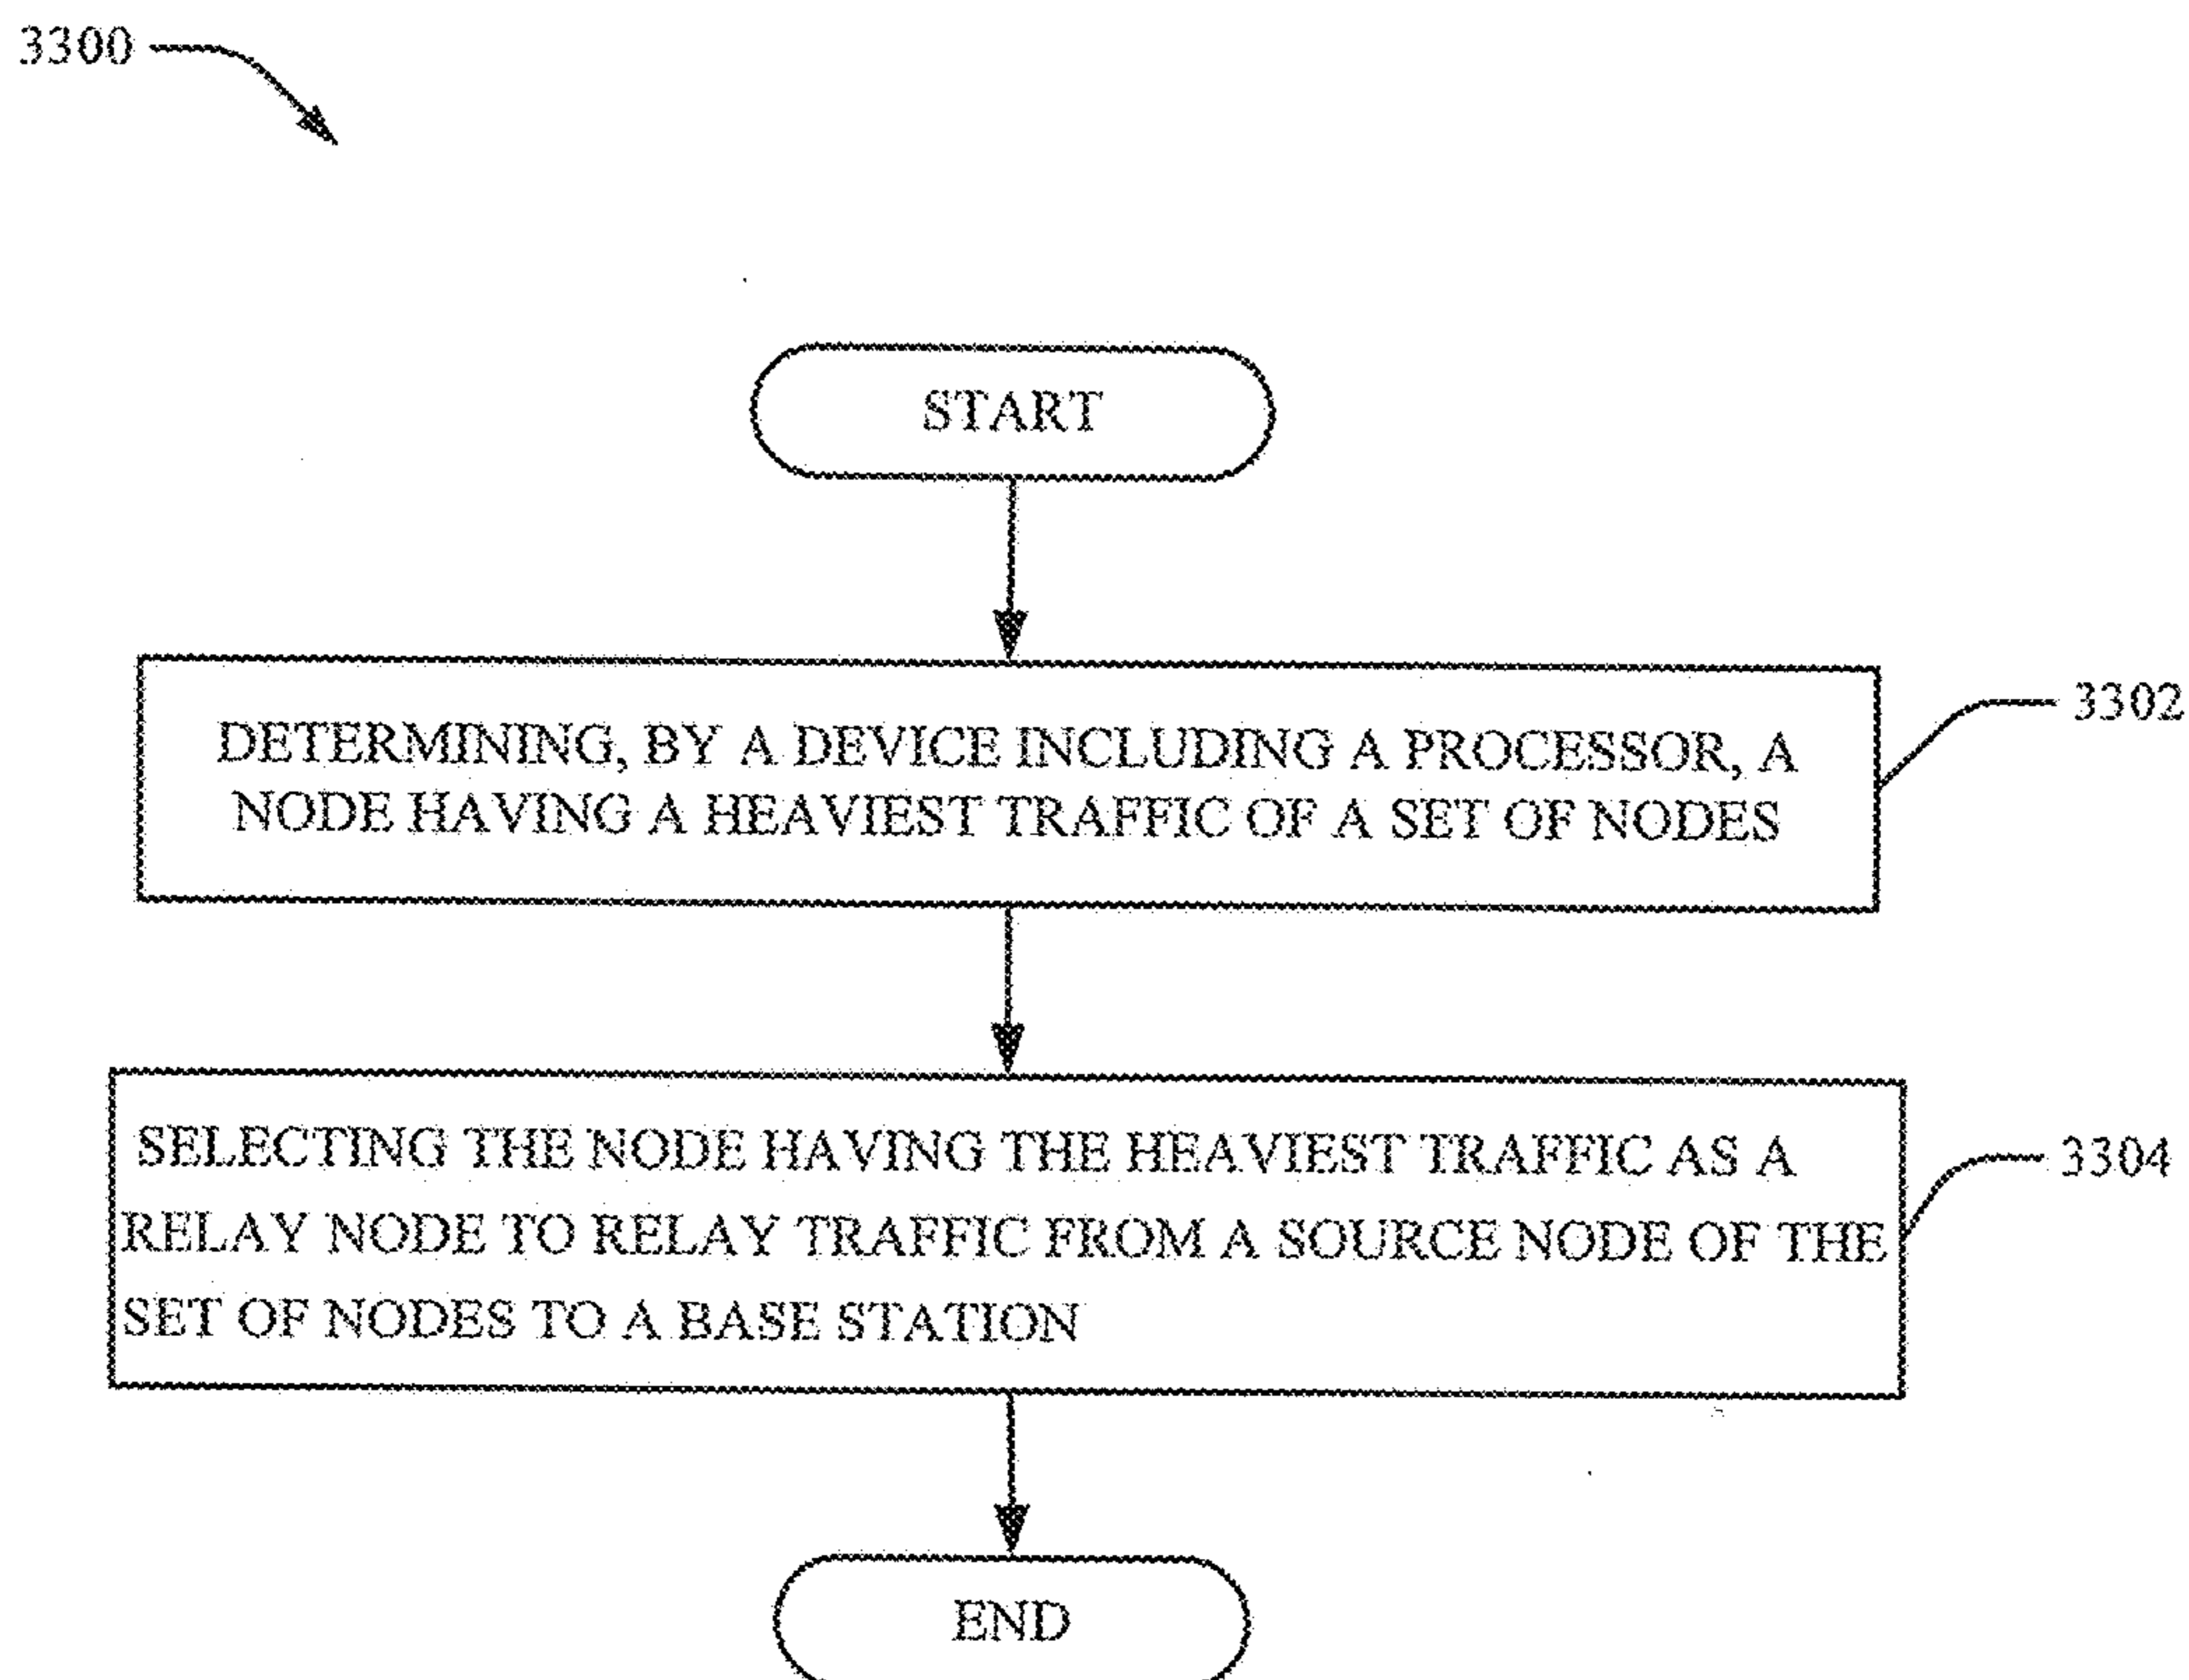 3300
START
DETERMINING, BY A DEVICE INCLUDING A PROCESSOR, A
NODE HAVING A HEAVIEST TRAFFIC OF A SET OF NODES
3302
SELECTING THE NODE HAVING THE HEAVIEST TRAFFIC AS A
RELAY NODE TO RELAY TRAFFIC FROM A SOURCE NODE OF THE
SET OF NODES TO A BASE STATION
3304
END